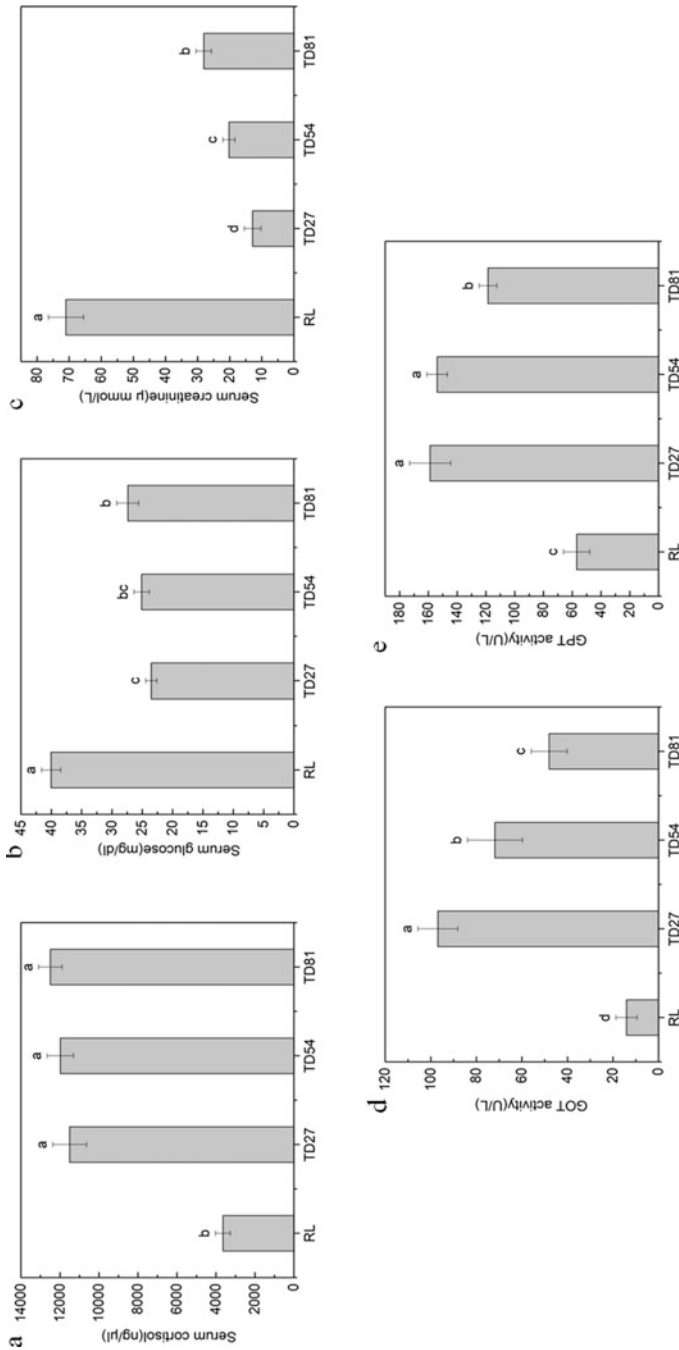 a
Serum cortisol(ng/μl)
14000
12000
10000
8000
6000
4000
2000
0
b
a
a
a
RL
TD27
TD54
TD81
b
Serum glucose(mg/dl)
45
40
35
30
25
20
15
10
5
0
a
c
bc
b
RL
TD27
TD54
TD81
c
Serum creatinine(μ mmol/L)
80
70
60
50
40
30
20
10
0
a
d
c
b
RL
TD27
TD54
TD81
d
GOT activity(U/L)
120
100
80
60
40
20
0
d
a
b
c
RL
TD27
TD54
TD81
e
GPT activity(U/L)
180
160
140
120
100
80
60
40
20
0
c
a
a
b
RL
TD27
TD54
TD81